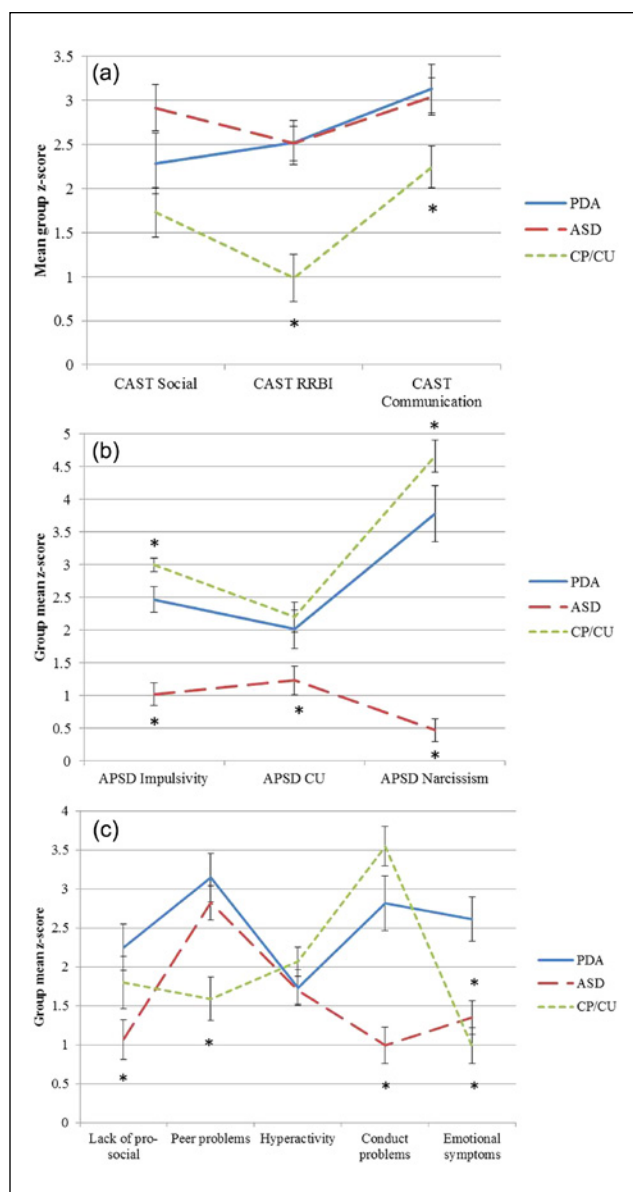 (a)
3.5
3
2.5
2
1.5
1
0.5
0
Mean group z-score
*
*
PDA
ASD
CP/CU
CAST Social
CAST RRBI
CAST
Communication
(b)
5
4.5
4
3.5
3
2.5
2
1.5
1
0.5
0
Group mean z-score
*
*
*
*
*
PDA
ASD
CP/CU
APSD Impulsivity
APSD CU
APSD Narcissism
(c)
4
3.5
3
2.5
2
1.5
1
0.5
0
Group mean z-score
*
*
*
*
*
PDA
ASD
CP/CU
Lack of pro-
social
Peer problems
Hyperactivity
Conduct
problems
Emotional
symptoms